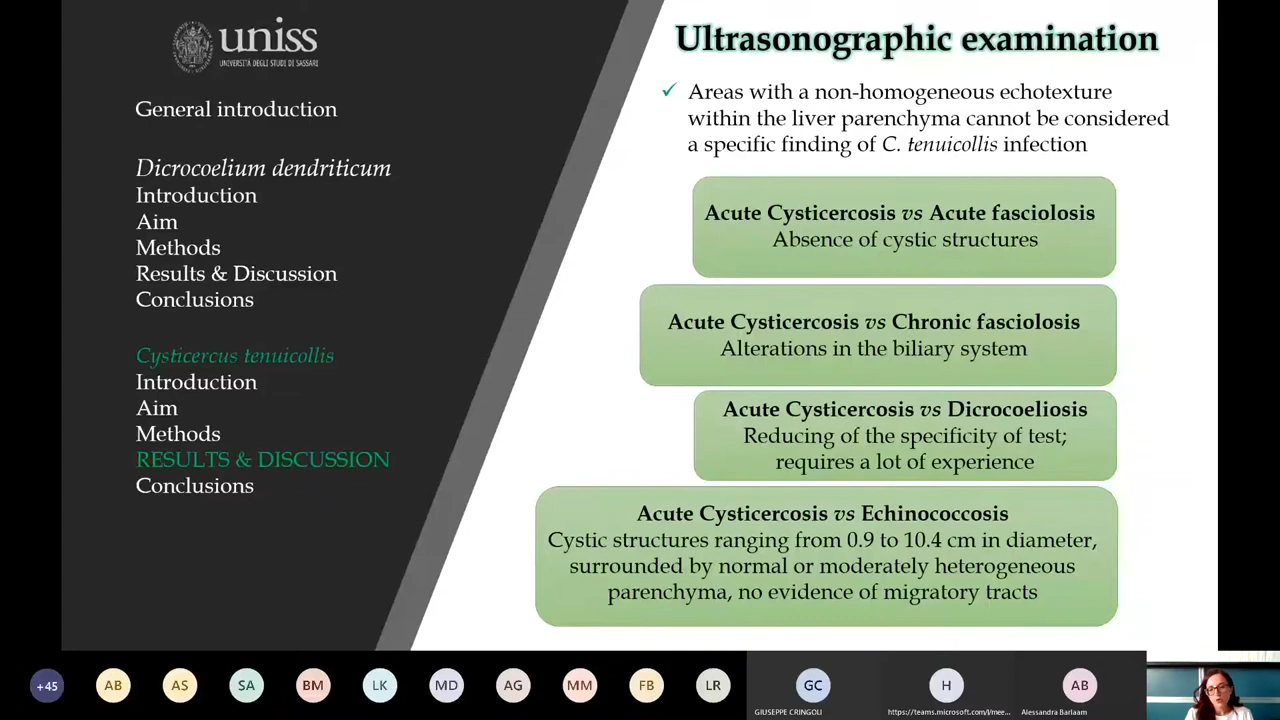 uniss
UNIVERSITÀ DEGLI STUDI DI SASSARI
General introduction
Dicrocoelium dendriticum
Introduction
Aim
Methods
Results & Discussion
Conclusions
Cysticercus tenuicollis
Introduction
Aim
Methods
RESULTS & DISCUSSION
Conclusions
Ultrasonographic examination
✓ Areas with a non-homogeneous echotexture
within the liver parenchyma cannot be considered
a specific finding of C. tenuicollis infection
Acute Cysticercosis vs Acute fasciolosis
Absence of cystic structures
Acute Cysticercosis vs Chronic fasciolosis
Alterations in the biliary system
Acute Cysticercosis vs Dicrocoeliosis
Reducing of the specificity of test;
requires a lot of experience
Acute Cysticercosis vs Echinococcosis
Cystic structures ranging from 0.9 to 10.4 cm in diameter,
surrounded by normal or moderately heterogeneous
parenchyma, no evidence of migratory tracts
+45
AB
AS
SA
BM
LK
MD
AG
MM
FB
LR
GC
GIUSEPPE CRINGOLI
H
https://teams.microsoft.com/l/mee...
AB
Alessandra Barlaam